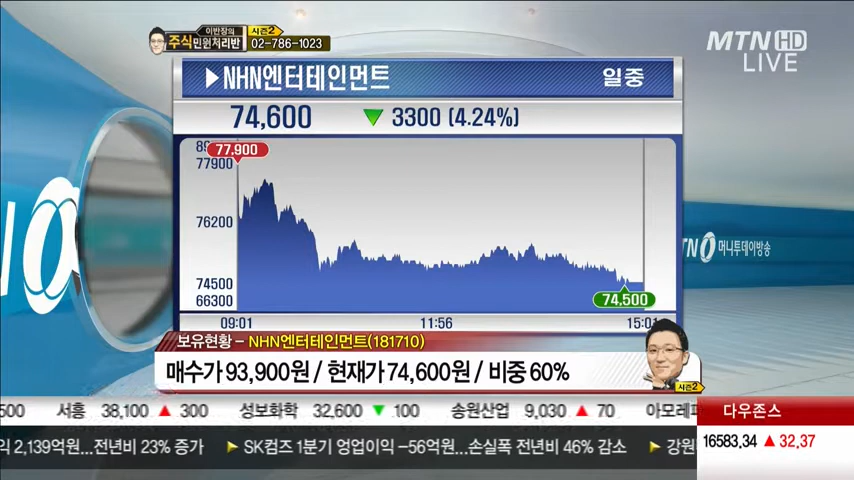 이반장의
주식민원처리반
시즌2
02-786-1023
MTN HD
LIVE
▶NHN엔터테인먼트 일중
74,600 ▼ 3300 (4.24%)
77,900
77900
76200
74500
66300
74,500
09:01 11:56
머니투데이방송
보유현황 - NHN엔터테인먼트(181710)
매수가 93,900원 / 현재가 74,600원 / 비중 60%
시즌2
500 서흥 38,100 ▲ 300 성보화학 32,600 ▼ 100 송원산업 9,030 ▲ 70 아모레
다우존스
익 2,139억원...전년비 23% 증가 ▶ SK컴즈 1분기 영업이익 -56억원...손실폭 전년비 46% 감소 ▶ 강원
16583,34 ▲ 32,37